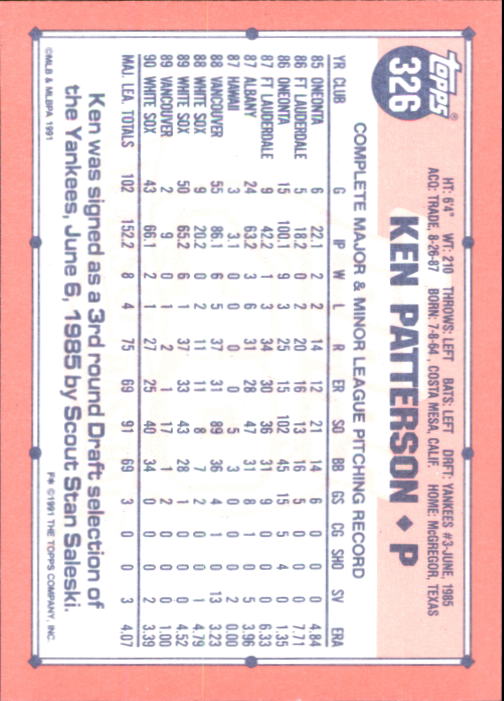 Topps®
326
KEN PATTERSON ◆ P
HT: 6'4" WT: 210 THROWS: LEFT BATS: LEFT DRFT: YANKEES #3-JUNE, 1985
ACQ: TRADE, 8-26-87 BORN: 7-8-64, COSTA MESA, CALIF. HOME: McGREGOR, TEXAS
COMPLETE MAJOR & MINOR LEAGUE PITCHING RECORD
YR CLUB G IP W L R ER SO BB GS CG SHO SV ERA
85 ONEONTA 6 22.1 2 2 14 12 21 14 6 0 0 0 4.84
86 FT LAUDERDALE 5 18.2 0 2 20 16 13 16 5 0 0 0 7.71
86 ONEONTA 15 100.1 9 3 25 15 102 45 15 5 4 0 1.35
87 FT LAUDERDALE 9 42.2 1 3 34 30 36 31 9 0 0 0 6.33
87 ALBANY 24 63.2 3 6 31 28 47 31 8 1 0 5 3.96
87 HAWAII 3 3.1 0 0 0 0 5 3 0 0 0 2 0.00
88 VANCOUVER 55 86.1 6 5 37 31 89 36 4 1 0 13 3.23
88 WHITE SOX 9 20.2 0 2 11 11 8 7 2 0 0 1 4.79
89 WHITE SOX 50 65.2 6 1 37 33 43 28 1 0 0 0 4.52
89 VANCOUVER 2 9 0 1 2 1 17 1 2 0 0 0 1.00
90 WHITE SOX 43 66.1 2 1 27 25 40 34 0 0 0 2 3.39
MAJ. LEA. TOTALS 102 152.2 8 4 75 69 91 69 3 0 0 3 4.07
Ken was signed as a 3rd round Draft selection of
the Yankees, June 6, 1985 by Scout Stan Saleski.
©MLB & MLBPA 1991 F* ©1991 THE TOPPS COMPANY, INC.